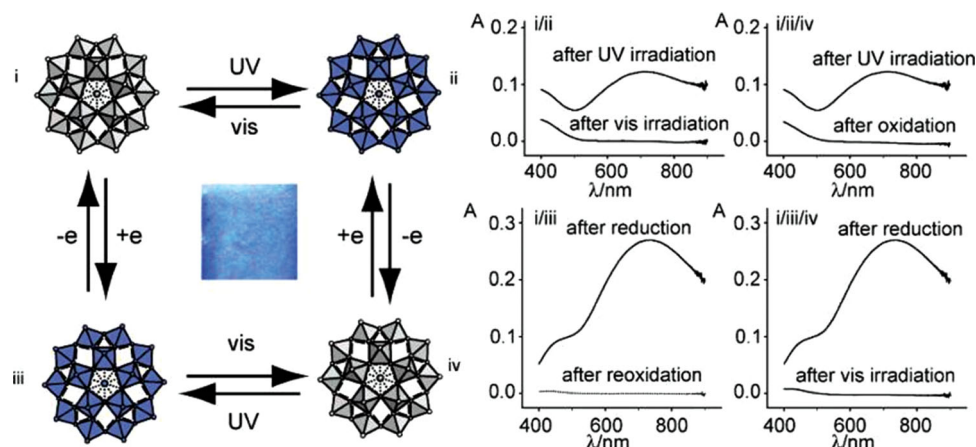 i
UV
vis
ii
-e
+e
+e
-e
iii
vis
UV
iv
A
0.2
i/ii
after UV irradiation
0.1
after vis irradiation
0.0
400
600
800
λ/nm
A
0.2
i/ii/iv
after UV irradiation
0.1
after oxidation
0.0
400
600
800
λ/nm
A
0.3
i/iii
after reduction
0.2
0.1
after reoxidation
0.0
400
600
800
λ/nm
A
0.3
i/iii/iv
after reduction
0.2
0.1
after vis irradiation
0.0
400
600
800
λ/nm